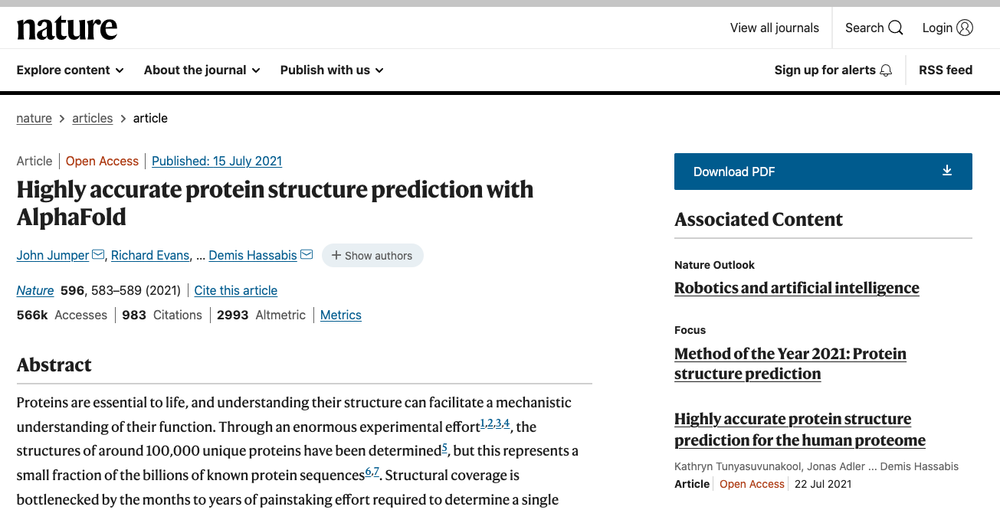 nature
View all journals
Search
Login
Explore content
About the journal
Publish with us
Sign up for alerts
RSS feed
nature > articles > article
Article | Open Access | Published: 15 July 2021
Highly accurate protein structure prediction with
AlphaFold
John Jumper, Richard Evans, ... Demis Hassabis + Show authors
Nature 596, 583–589 (2021) | Cite this article
566k Accesses | 983 Citations | 2993 Altmetric | Metrics
Abstract
Proteins are essential to life, and understanding their structure can facilitate a mechanistic
understanding of their function. Through an enormous experimental effort1,2,3,4, the
structures of around 100,000 unique proteins have been determined5, but this represents a
small fraction of the billions of known protein sequences6,7. Structural coverage is
bottlenecked by the months to years of painstaking effort required to determine a single
Download PDF
Associated Content
Nature Outlook
Robotics and artificial intelligence
Focus
Method of the Year 2021: Protein
structure prediction
Highly accurate protein structure
prediction for the human proteome
Kathryn Tunyasuvunakool, Jonas Adler ... Demis Hassabis
Article | Open Access | 22 Jul 2021